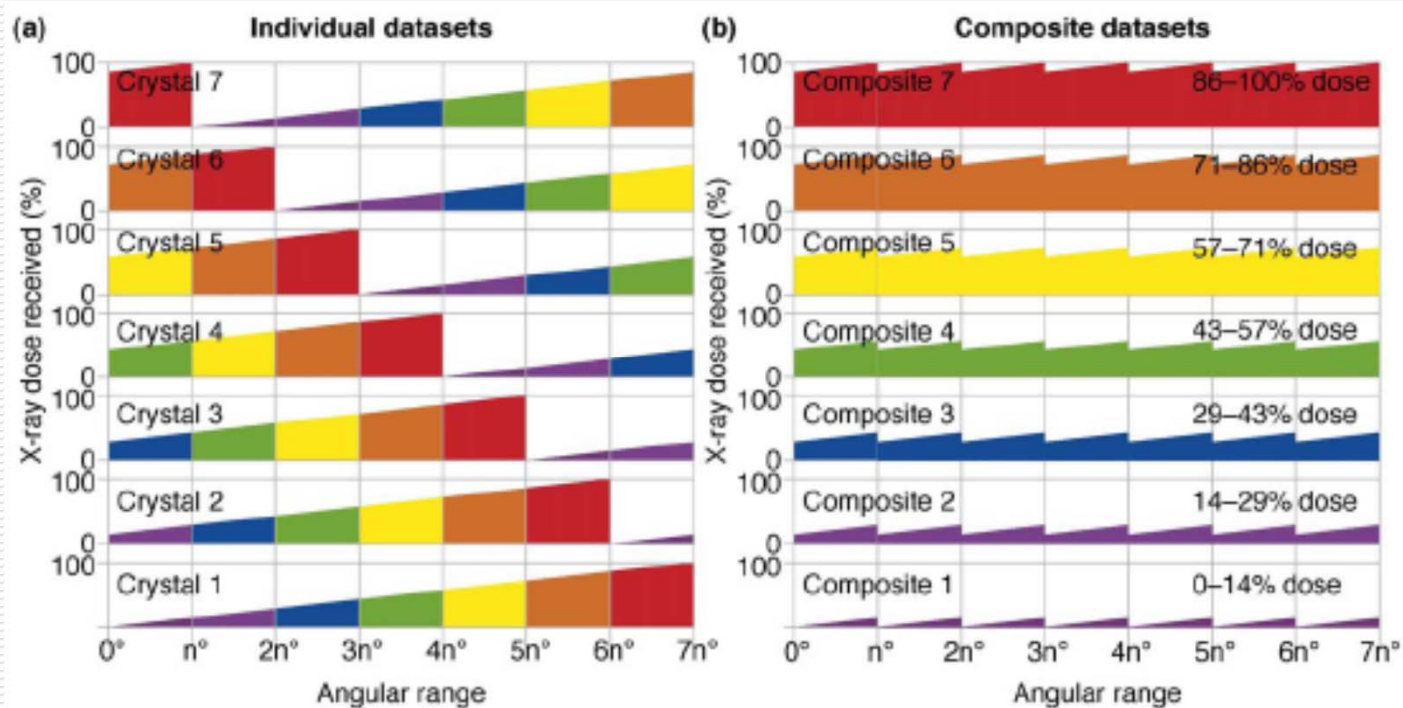 (a) Individual datasets
X-ray dose received (%)
100
Crystal 7
0
100
Crystal 6
0
100
Crystal 5
0
100
Crystal 4
0
100
Crystal 3
0
100
Crystal 2
0
100
Crystal 1
0° n° 2n° 3n° 4n° 5n° 6n° 7n°
Angular range
(b) Composite datasets
X-ray dose received (%)
100
Composite 7 86–100% dose
0
100
Composite 6 71–86% dose
0
100
Composite 5 57–71% dose
0
100
Composite 4 43–57% dose
0
100
Composite 3 29–43% dose
0
100
Composite 2 14–29% dose
0
100
Composite 1 0–14% dose
0° n° 2n° 3n° 4n° 5n° 6n° 7n°
Angular range